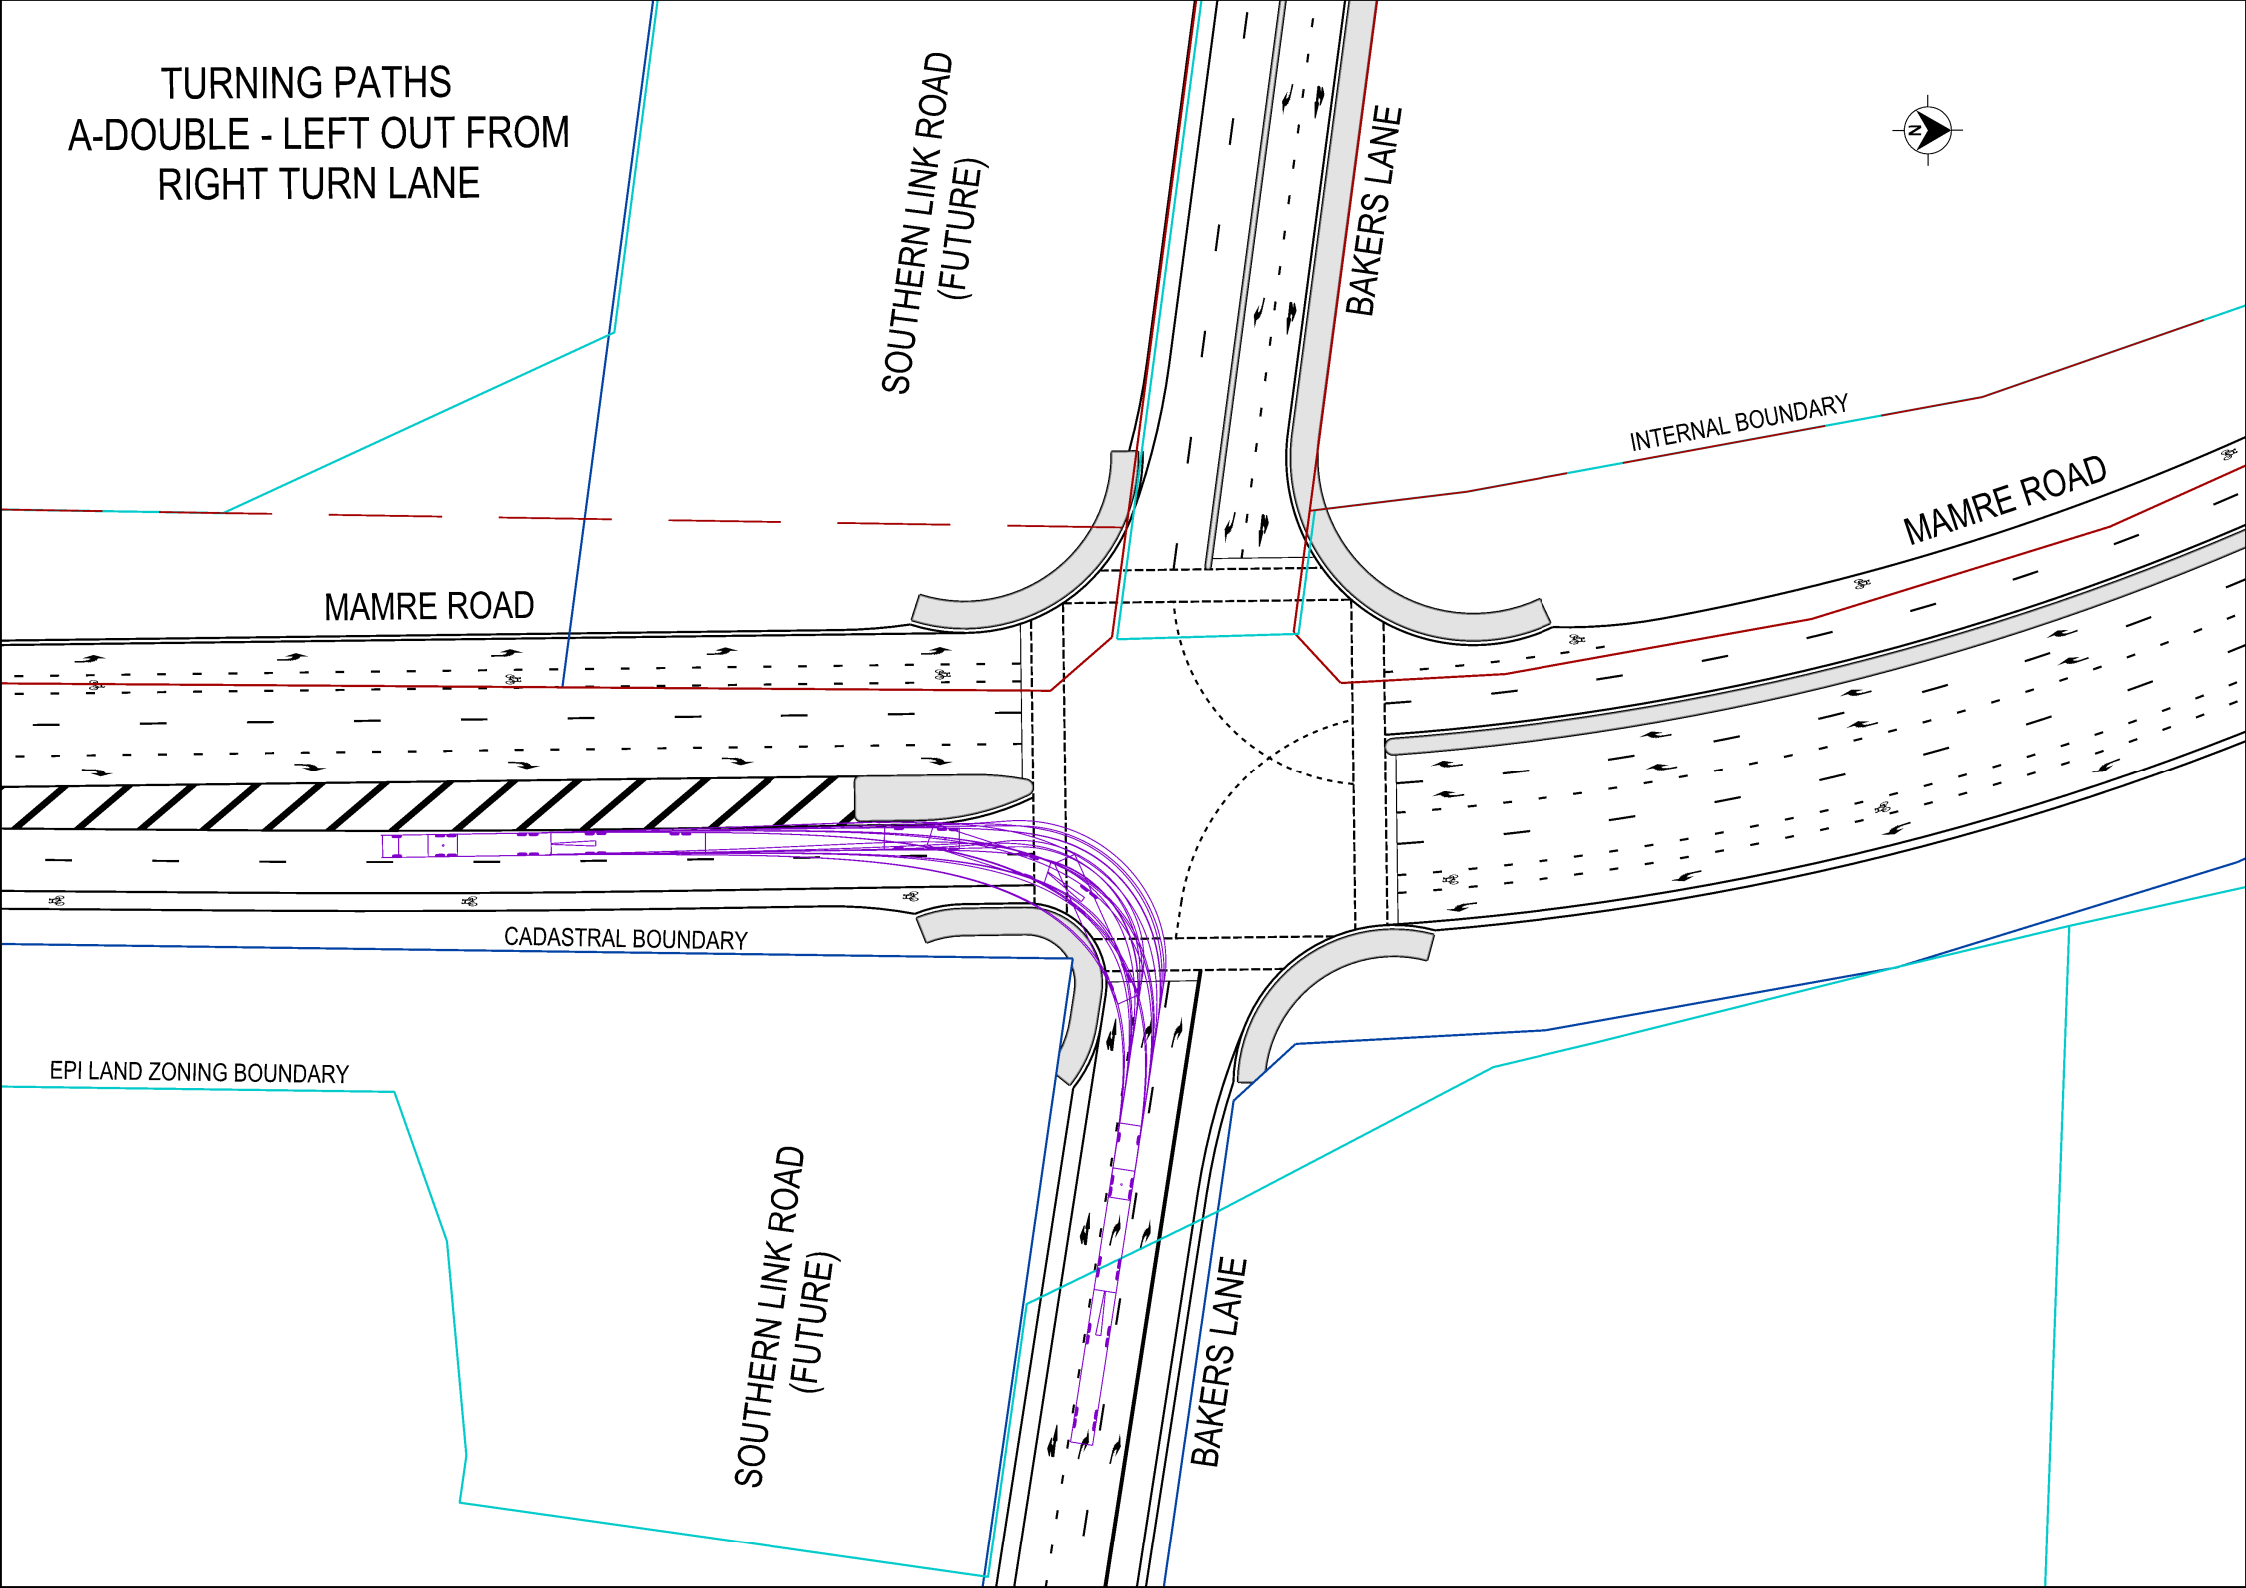 TURNING PATHS
A-DOUBLE - LEFT OUT FROM
RIGHT TURN LANE
SOUTHERN LINK ROAD
(FUTURE)
BAKERS LANE
N
INTERNAL BOUNDARY
MAMRE ROAD
MAMRE ROAD
CADASTRAL BOUNDARY
EPI LAND ZONING BOUNDARY
SOUTHERN LINK ROAD
(FUTURE)
BAKERS LANE